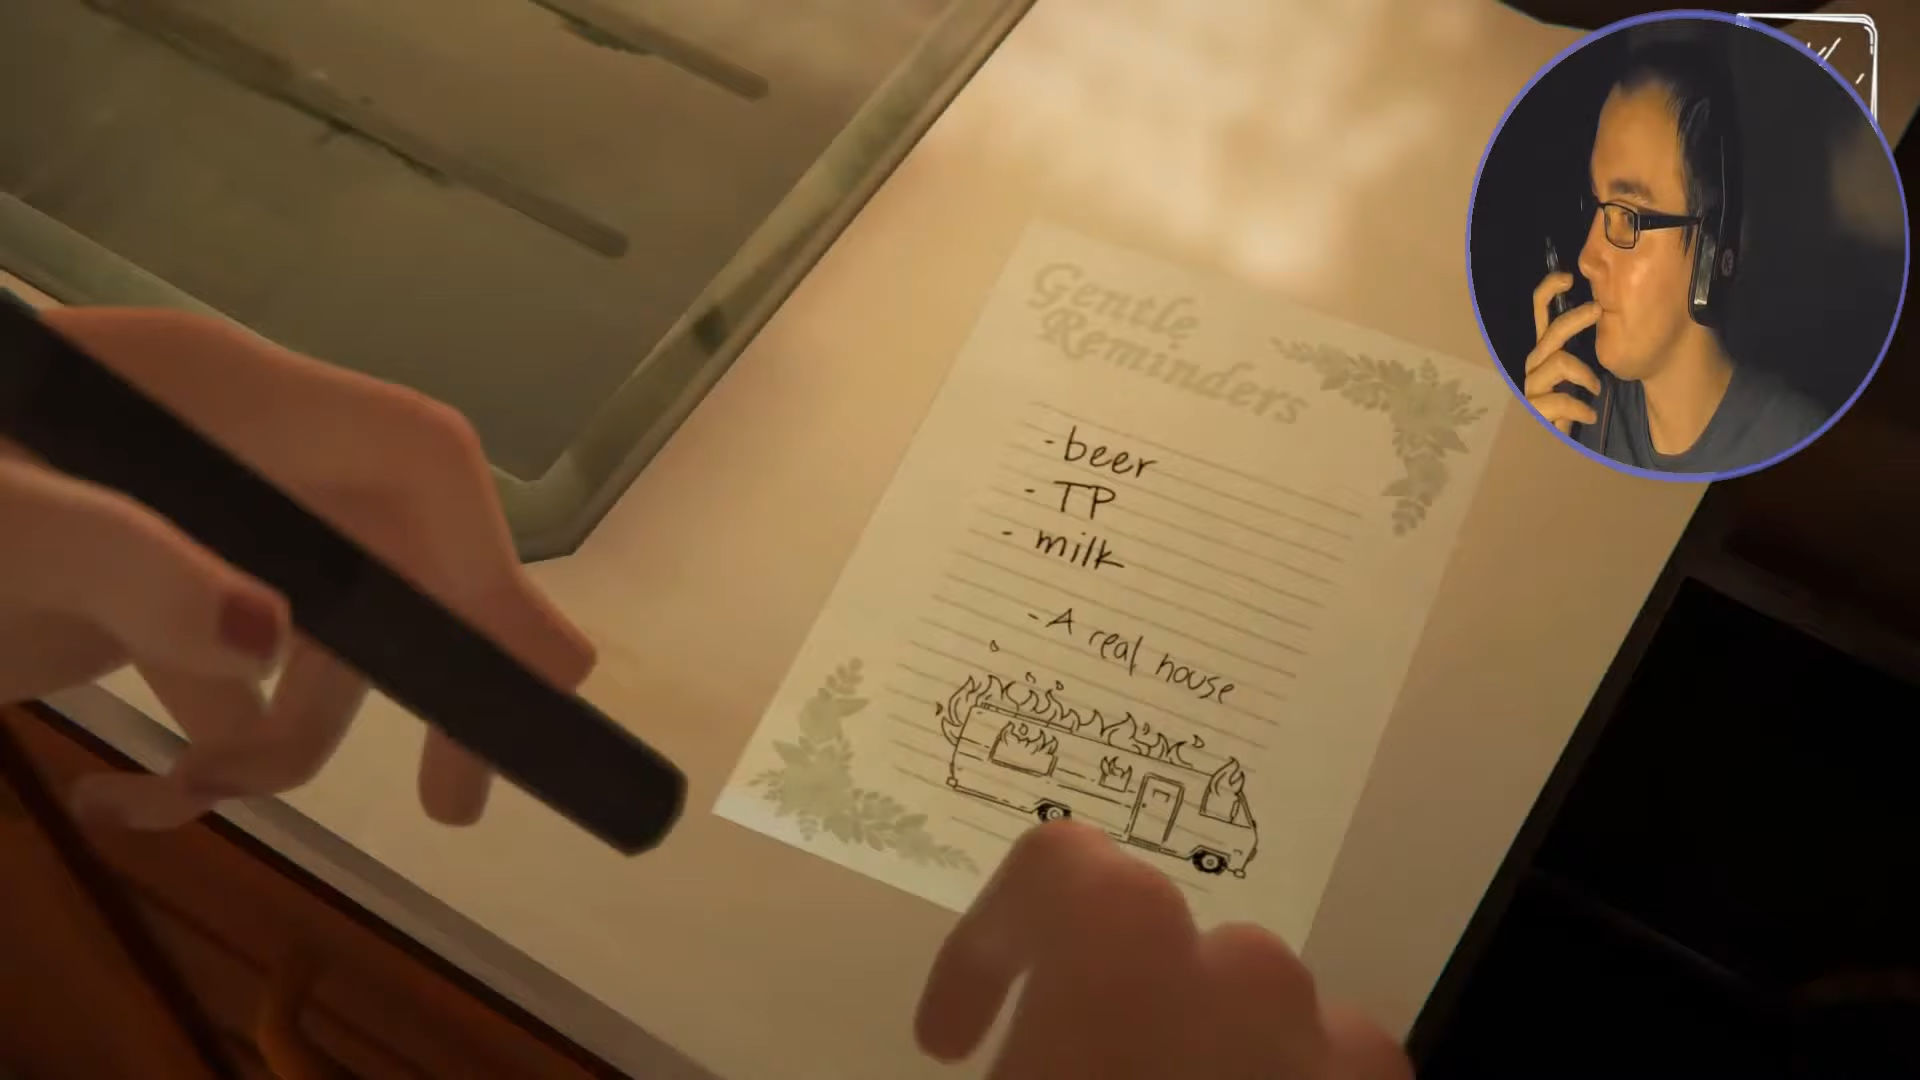 Gentle
Reminders
- beer
- TP
- milk
- A real house